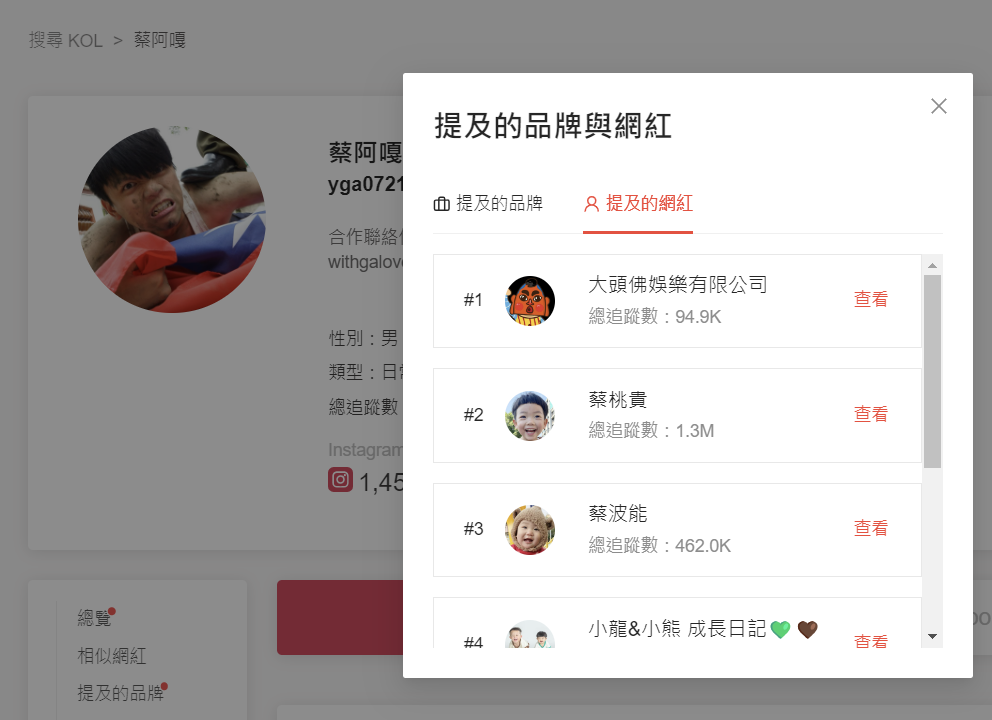 搜尋 KOL > 蔡阿嘎
蔡阿嘎
yga0721
合作聯絡
withgalove
性別：男
類型：日常
總追蹤數
Instagram
1,45
總覽
相似網紅
提及的品牌
提及的品牌與網紅
提及的品牌
提及的網紅
#1
大頭佛娛樂有限公司
總追蹤數：94.9K
查看
#2
蔡桃貴
總追蹤數：1.3M
查看
#3
蔡波能
總追蹤數：462.0K
查看
#4
小龍&小熊 成長日記💚 🤎
查看